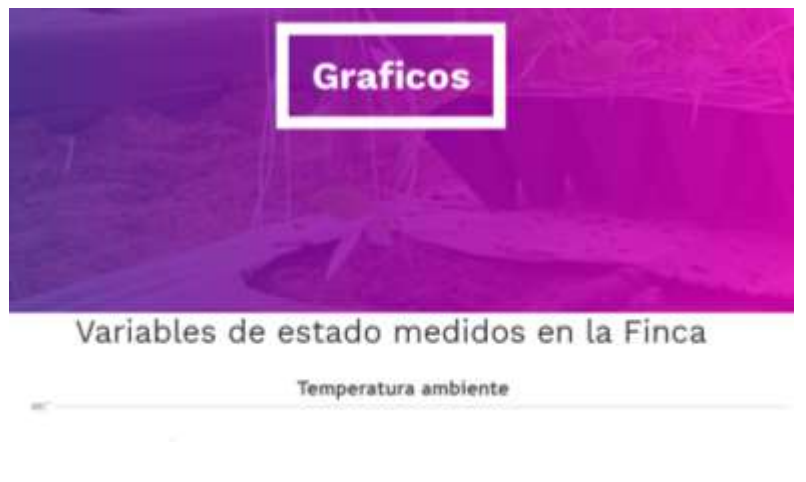 Graficos
Variables de estado medidos en la Finca
Temperatura ambiente